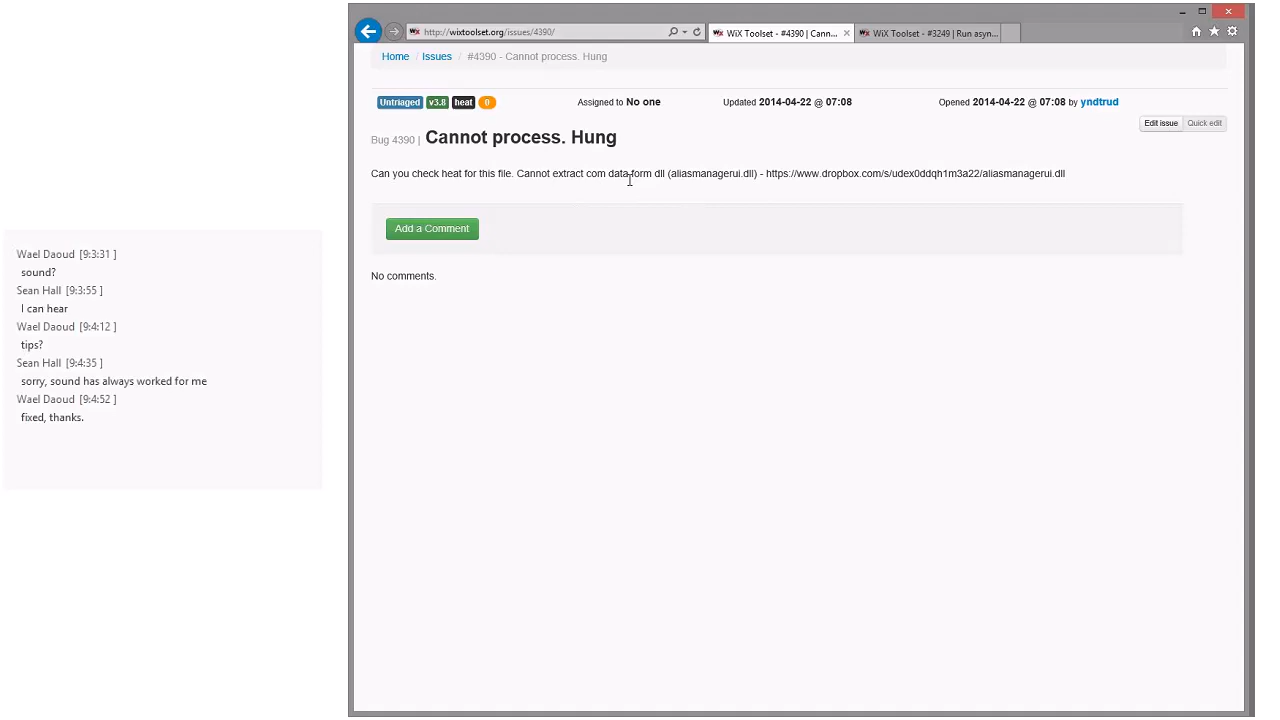 Wael Daoud [9:3:31 ]
sound?
Sean Hall [9:3:55 ]
I can hear
Wael Daoud [9:4:12 ]
tips?
Sean Hall [9:4:35 ]
sorry, sound has always worked for me
Wael Daoud [9:4:52 ]
fixed, thanks.
http://wixtoolset.org/issues/4390/
WiX Toolset - #4390 | Cann...
WiX Toolset - #3249 | Run asyn...
Home / Issues / #4390 - Cannot process. Hung
Untriaged v3.8 heat 0 Assigned to No one Updated 2014-04-22 @ 07:08 Opened 2014-04-22 @ 07:08 by yndtrud
Edit issue Quick edit
Bug 4390 | Cannot process. Hung
Can you check heat for this file. Cannot extract com data form dll (aliasmanagerui.dll) - https://www.dropbox.com/s/udex0ddqh1m3a22/aliasmanagerui.dll
Add a Comment
No comments.